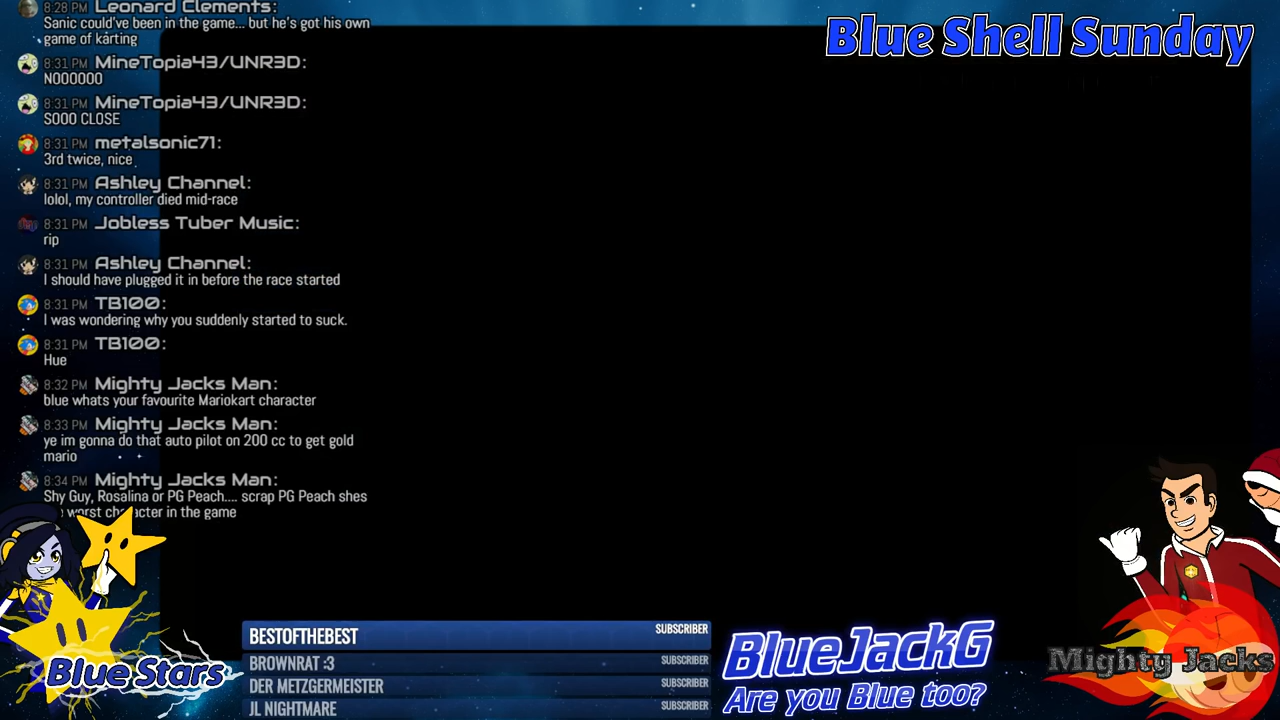 8:28 PM Leonard Clements:
Sanic could've been in the game... but he's got his own
game of karting
8:31 PM MineTopia43/UNR3D:
NOOOOOO
8:31 PM MineTopia43/UNR3D:
SOOO CLOSE
8:31 PM metalsonic71:
3rd twice, nice
8:31 PM Ashley Channel:
lolol, my controller died mid-race
8:31 PM Jobless Tuber Music:
rip
8:31 PM Ashley Channel:
I should have plugged it in before the race started
8:31 PM TB100:
I was wondering why you suddenly started to suck.
8:31 PM TB100:
Hue
8:32 PM Mighty Jacks Man:
blue whats your favourite Mariokart character
8:33 PM Mighty Jacks Man:
ye im gonna do that auto pilot on 200 cc to get gold
mario
8:34 PM Mighty Jacks Man:
Shy Guy, Rosalina or PG Peach.... scrap PG Peach shes
worst character in the game
Blue Shell Sunday
Blue Stars
BESTOFTHEBEST SUBSCRIBER
BROWNRAT :3 SUBSCRIBER
DER METZGERMEISTER SUBSCRIBER
JL NIGHTMARE SUBSCRIBER
BlueJackG
Are you Blue too?
Mighty Jacks